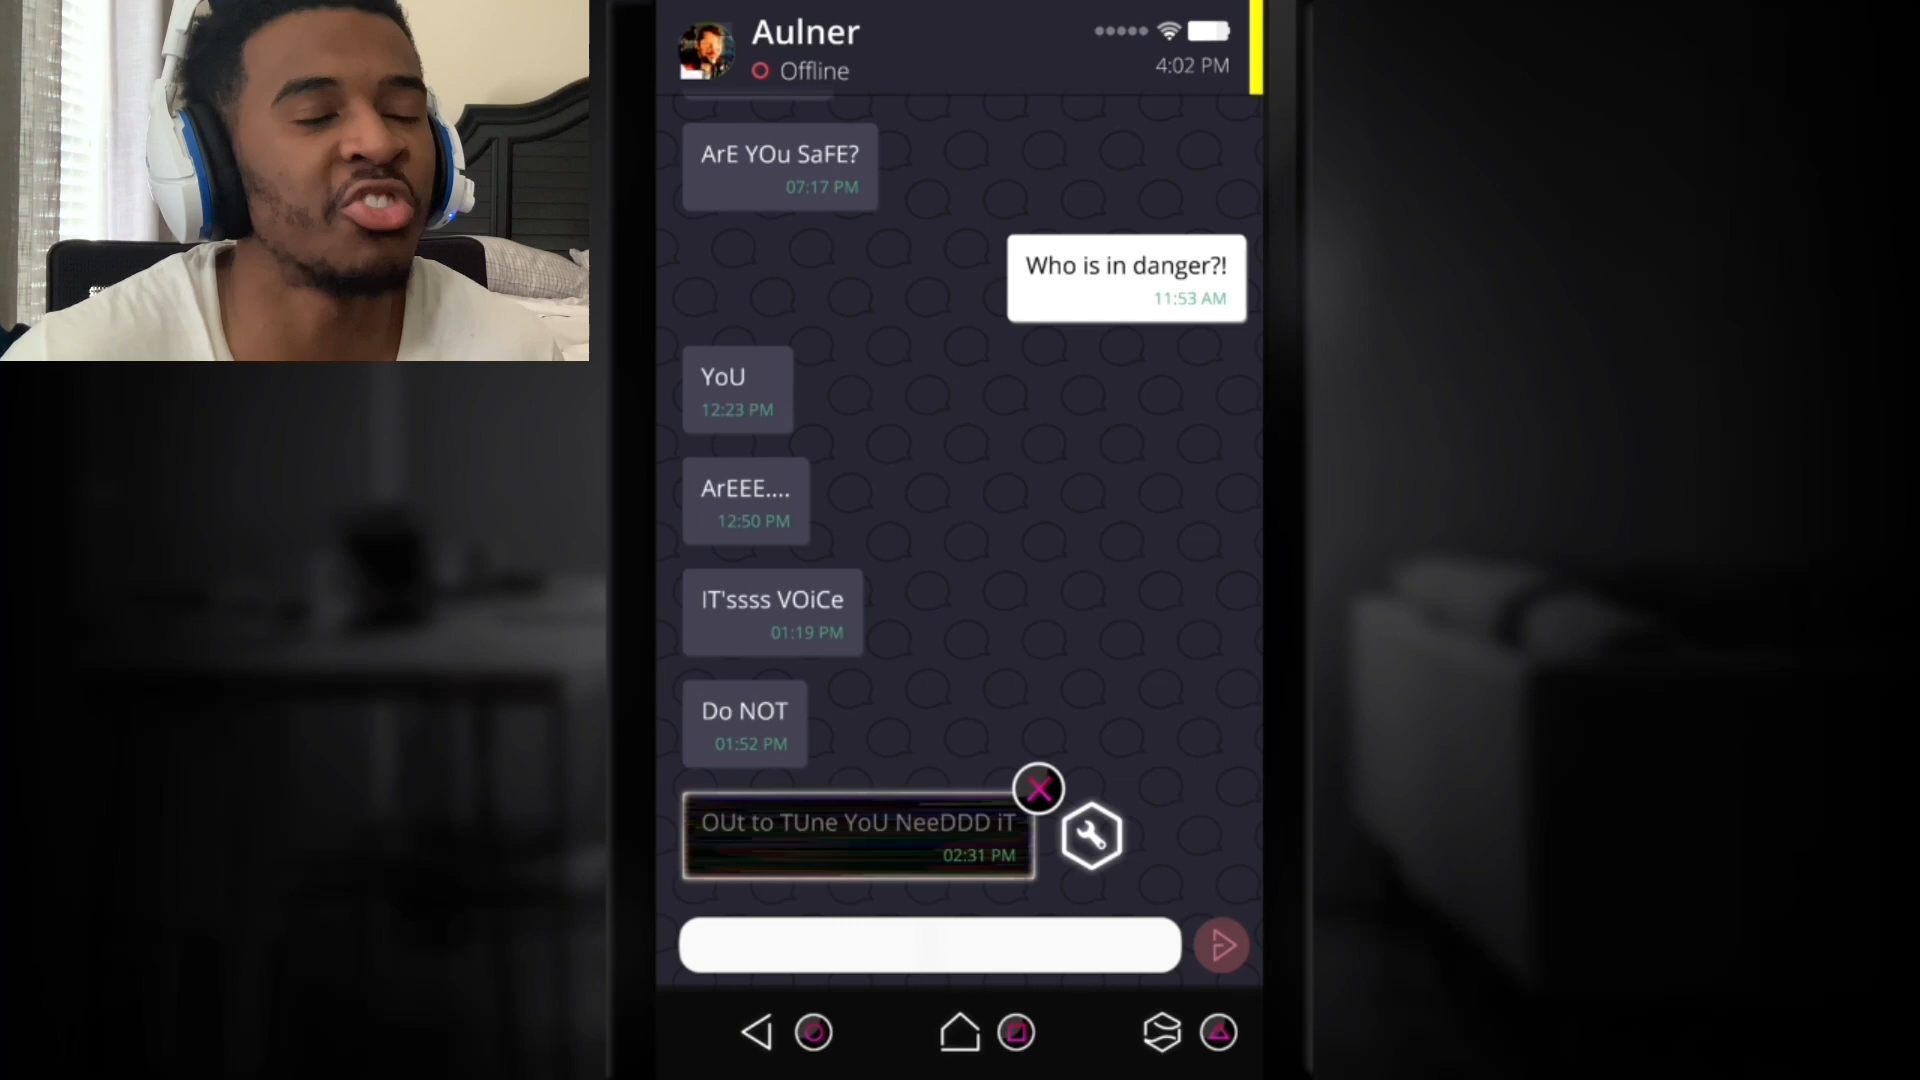 Aulner
Offline
4:02 PM
ArE YOu SaFE?
07:17 PM
Who is in danger?!
11:53 AM
YoU
12:23 PM
ArEEE....
12:50 PM
IT'ssss VOiCe
01:19 PM
Do NOT
01:52 PM
OUt to TUne YoU NeeDDD iT
02:31 PM